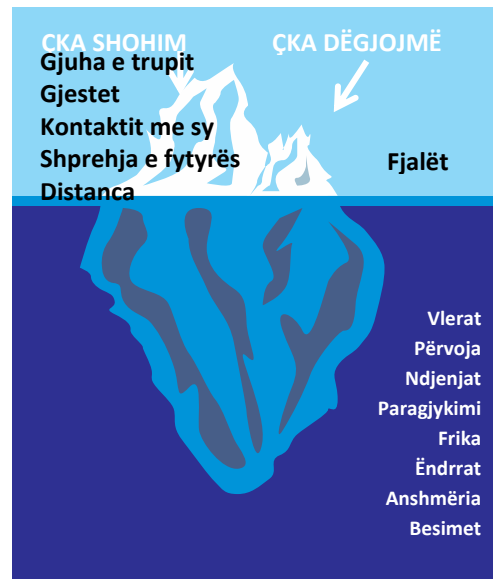 ÇKA SHOHIM
Gjuha e trupit
Gjestet
Kontaktit me sy
Shprehja e fytyrës
Distanca
ÇKA DËGJOJMË
Fjalët
Vlerat
Përvoja
Ndjenjat
Paragjykimi
Frika
Ëndrrat
Anshmëria
Besimet